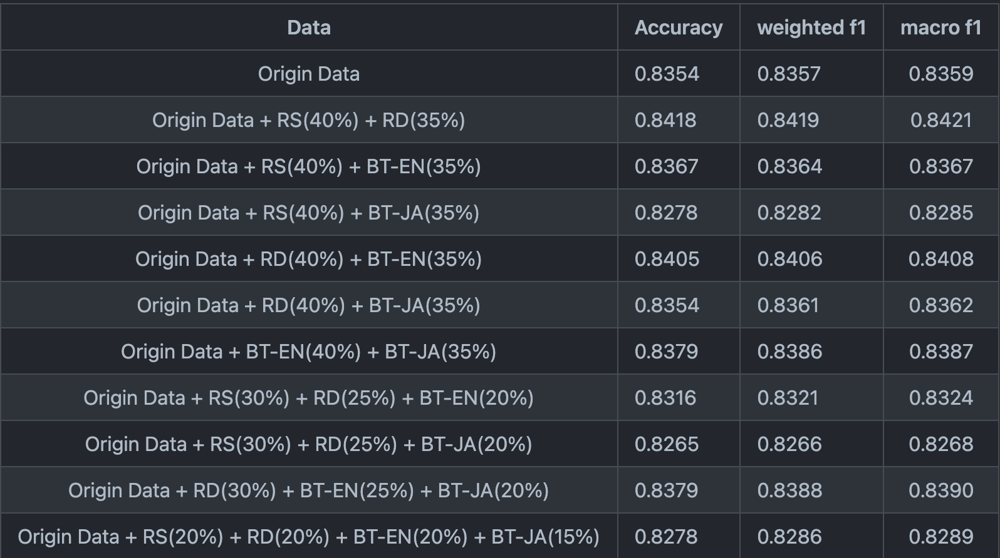 Data Accuracy weighted f1 macro f1
Origin Data 0.8354 0.8357 0.8359
Origin Data + RS(40%) + RD(35%) 0.8418 0.8419 0.8421
Origin Data + RS(40%) + BT-EN(35%) 0.8367 0.8364 0.8367
Origin Data + RS(40%) + BT-JA(35%) 0.8278 0.8282 0.8285
Origin Data + RD(40%) + BT-EN(35%) 0.8405 0.8406 0.8408
Origin Data + RD(40%) + BT-JA(35%) 0.8354 0.8361 0.8362
Origin Data + BT-EN(40%) + BT-JA(35%) 0.8379 0.8386 0.8387
Origin Data + RS(30%) + RD(25%) + BT-EN(20%) 0.8316 0.8321 0.8324
Origin Data + RS(30%) + RD(25%) + BT-JA(20%) 0.8265 0.8266 0.8268
Origin Data + RD(30%) + BT-EN(25%) + BT-JA(20%) 0.8379 0.8388 0.8390
Origin Data + RS(20%) + RD(20%) + BT-EN(20%) + BT-JA(15%) 0.8278 0.8286 0.8289